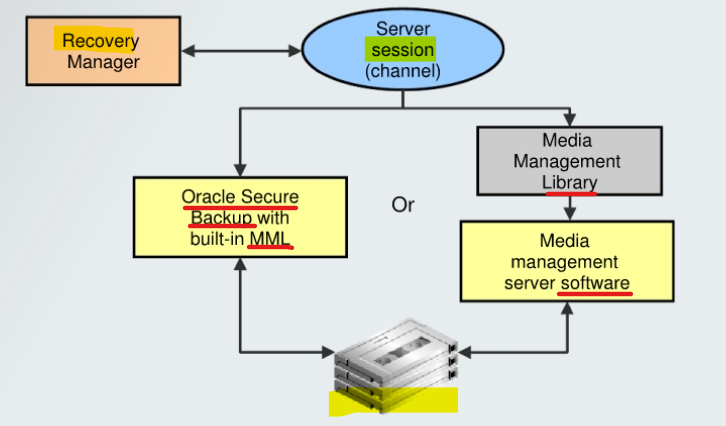 Recovery
Manager
Server
session
(channel)
Media
Management
Library
Oracle Secure
Backup with
built-in MML
Or
Media
management
server software